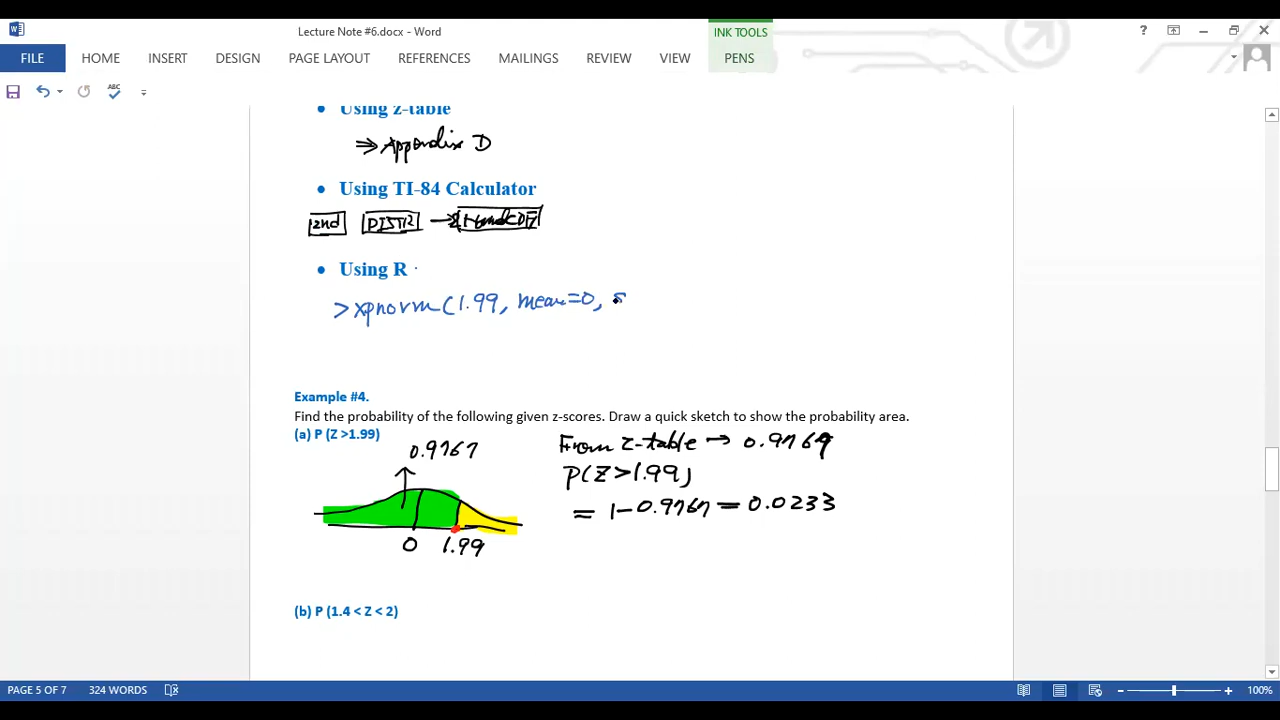 Lecture Note #6.docx - Word
INK TOOLS
FILE HOME INSERT DESIGN PAGE LAYOUT REFERENCES MAILINGS REVIEW VIEW PENS
ABC
• Using z-table
⇒ Appendix D
• Using TI-84 Calculator
2nd DISTR →
• Using R
> xpnorm(1.99, mean=0, s
Example #4.
Find the probability of the following given z-scores. Draw a quick sketch to show the probability area.
(a) P (Z >1.99)
0.9767
0 1.99
From z-table → 0.9767
P(Z>1.99)
= 1-0.9767 = 0.0233
(b) P (1.4 < Z < 2)
PAGE 5 OF 7 324 WORDS 100%